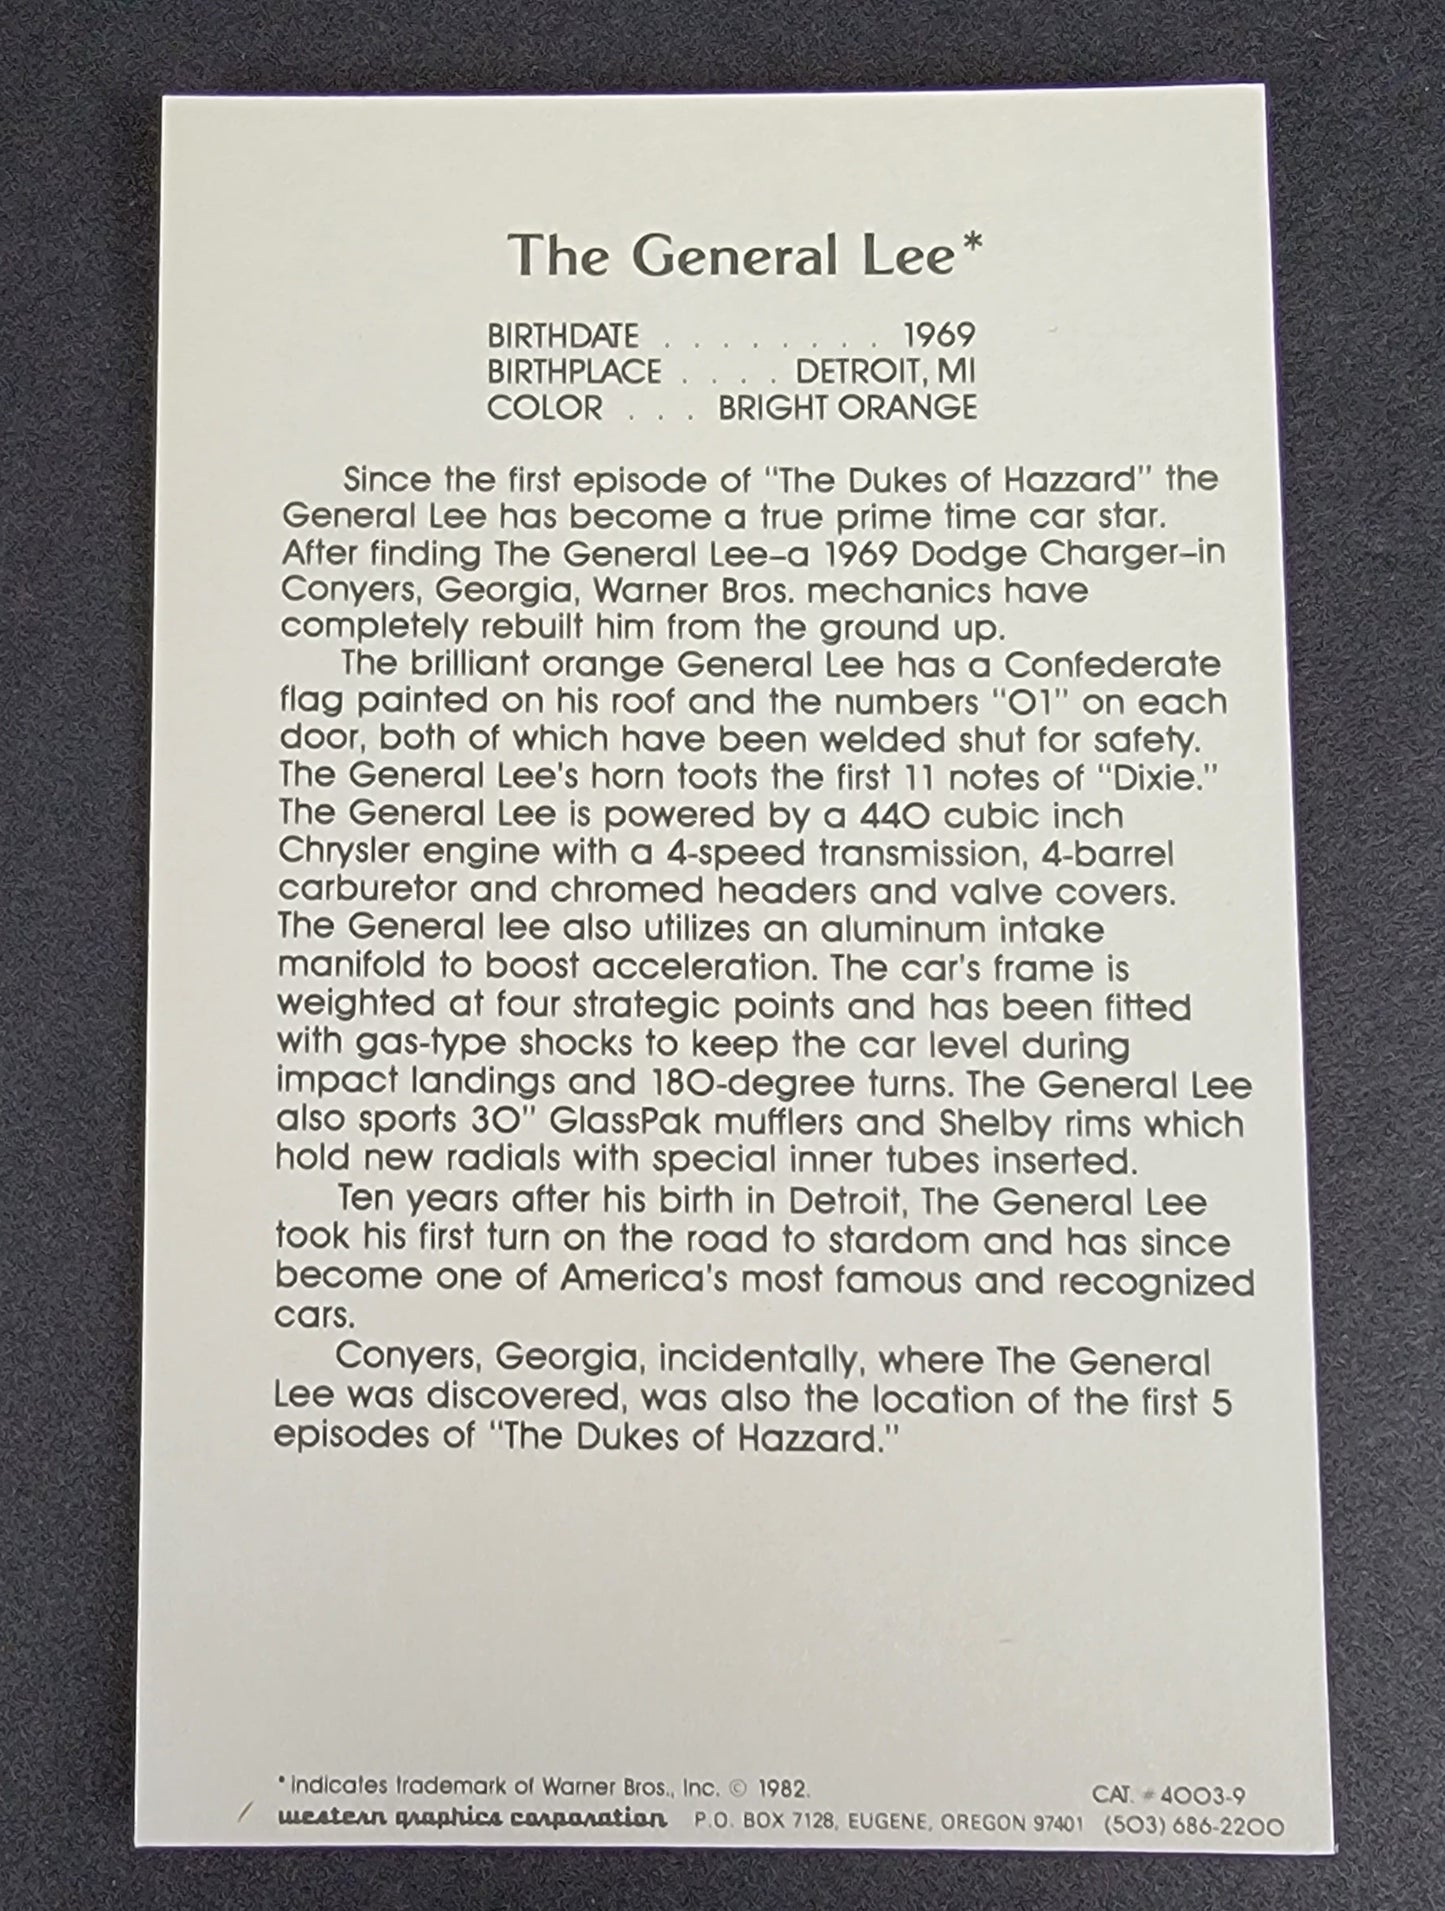 The General Lee*
BIRTHDATE . . . . . . . . 1969
BIRTHPLACE . . . . DETROIT, MI
COLOR . . . BRIGHT ORANGE
Since the first episode of "The Dukes of Hazzard" the
General Lee has become a true prime time car star.
After finding The General Lee–a 1969 Dodge Charger–in
Conyers, Georgia, Warner Bros. mechanics have
completely rebuilt him from the ground up.
The brilliant orange General Lee has a Confederate
flag painted on his roof and the numbers "O1" on each
door, both of which have been welded shut for safety.
The General Lee's horn toots the first 11 notes of "Dixie."
The General Lee is powered by a 440 cubic inch
Chrysler engine with a 4-speed transmission, 4-barrel
carburetor and chromed headers and valve covers.
The General lee also utilizes an aluminum intake
manifold to boost acceleration. The car's frame is
weighted at four strategic points and has been fitted
with gas-type shocks to keep the car level during
impact landings and 180-degree turns. The General Lee
also sports 30" GlassPak mufflers and Shelby rims which
hold new radials with special inner tubes inserted.
Ten years after his birth in Detroit, The General Lee
took his first turn on the road to stardom and has since
become one of America's most famous and recognized
cars.
Conyers, Georgia, incidentally, where The General
Lee was discovered, was also the location of the first 5
episodes of "The Dukes of Hazzard."
*Indicates trademark of Warner Bros., Inc. © 1982.
CAT. # 4003-9
western graphics corporation P.O. BOX 7128, EUGENE, OREGON 97401 (503) 686-2200